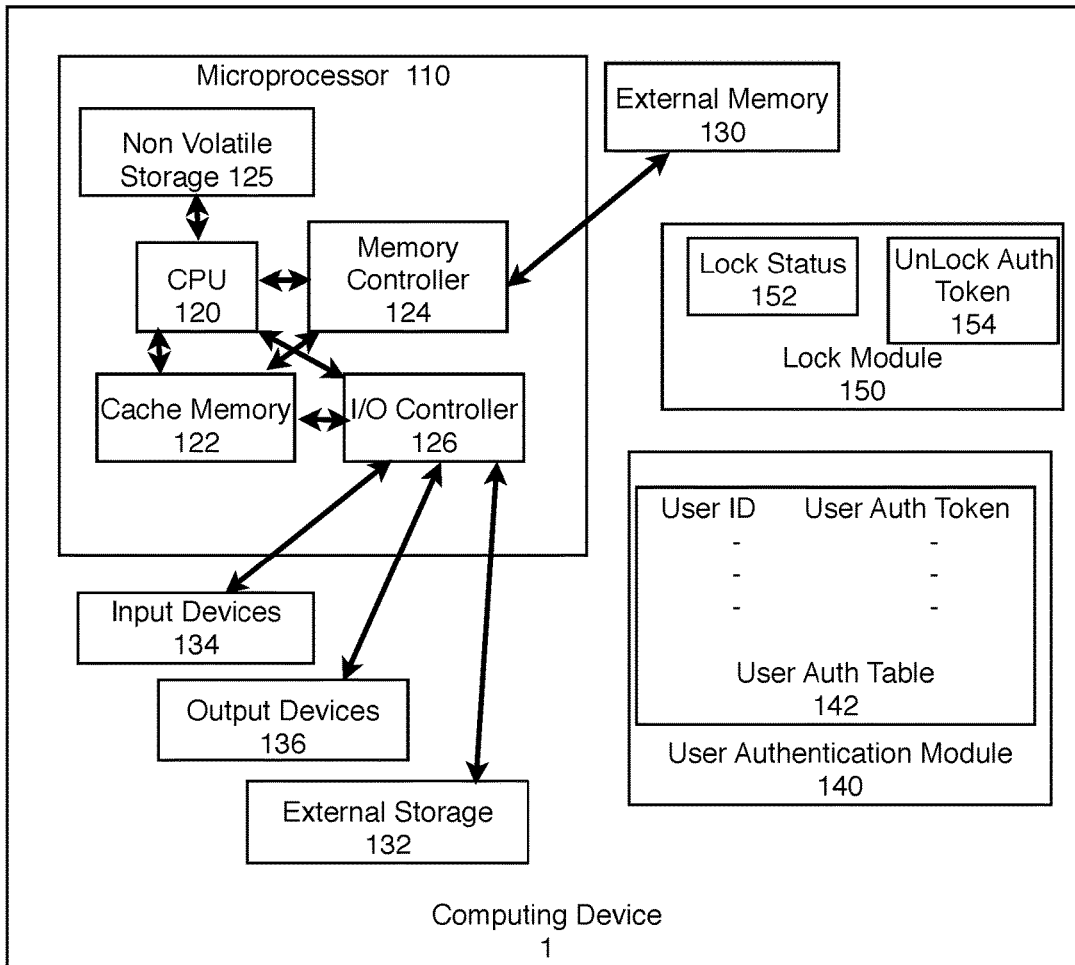 Microprocessor 110
Non Volatile
Storage 125
CPU
120
Memory
Controller
124
Cache Memory
122
I/O Controller
126
External Memory
130
Lock Status
152
UnLock Auth
Token
154
Lock Module
150
User ID User Auth Token
- -
- -
- -
User Auth Table
142
User Authentication Module
140
Input Devices
134
Output Devices
136
External Storage
132
Computing Device
1